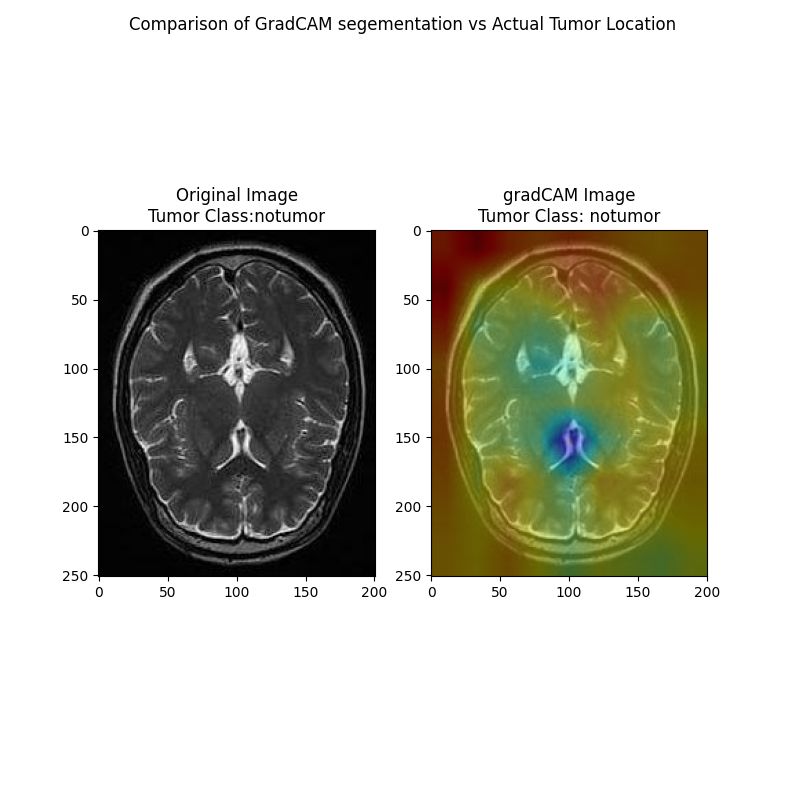 Comparison of GradCAM segementation vs Actual Tumor Location
Original Image
Tumor Class:notumor
gradCAM Image
Tumor Class: notumor
0
50
100
150
200
250
0 50 100 150 200
0
50
100
150
200
250
0 50 100 150 200